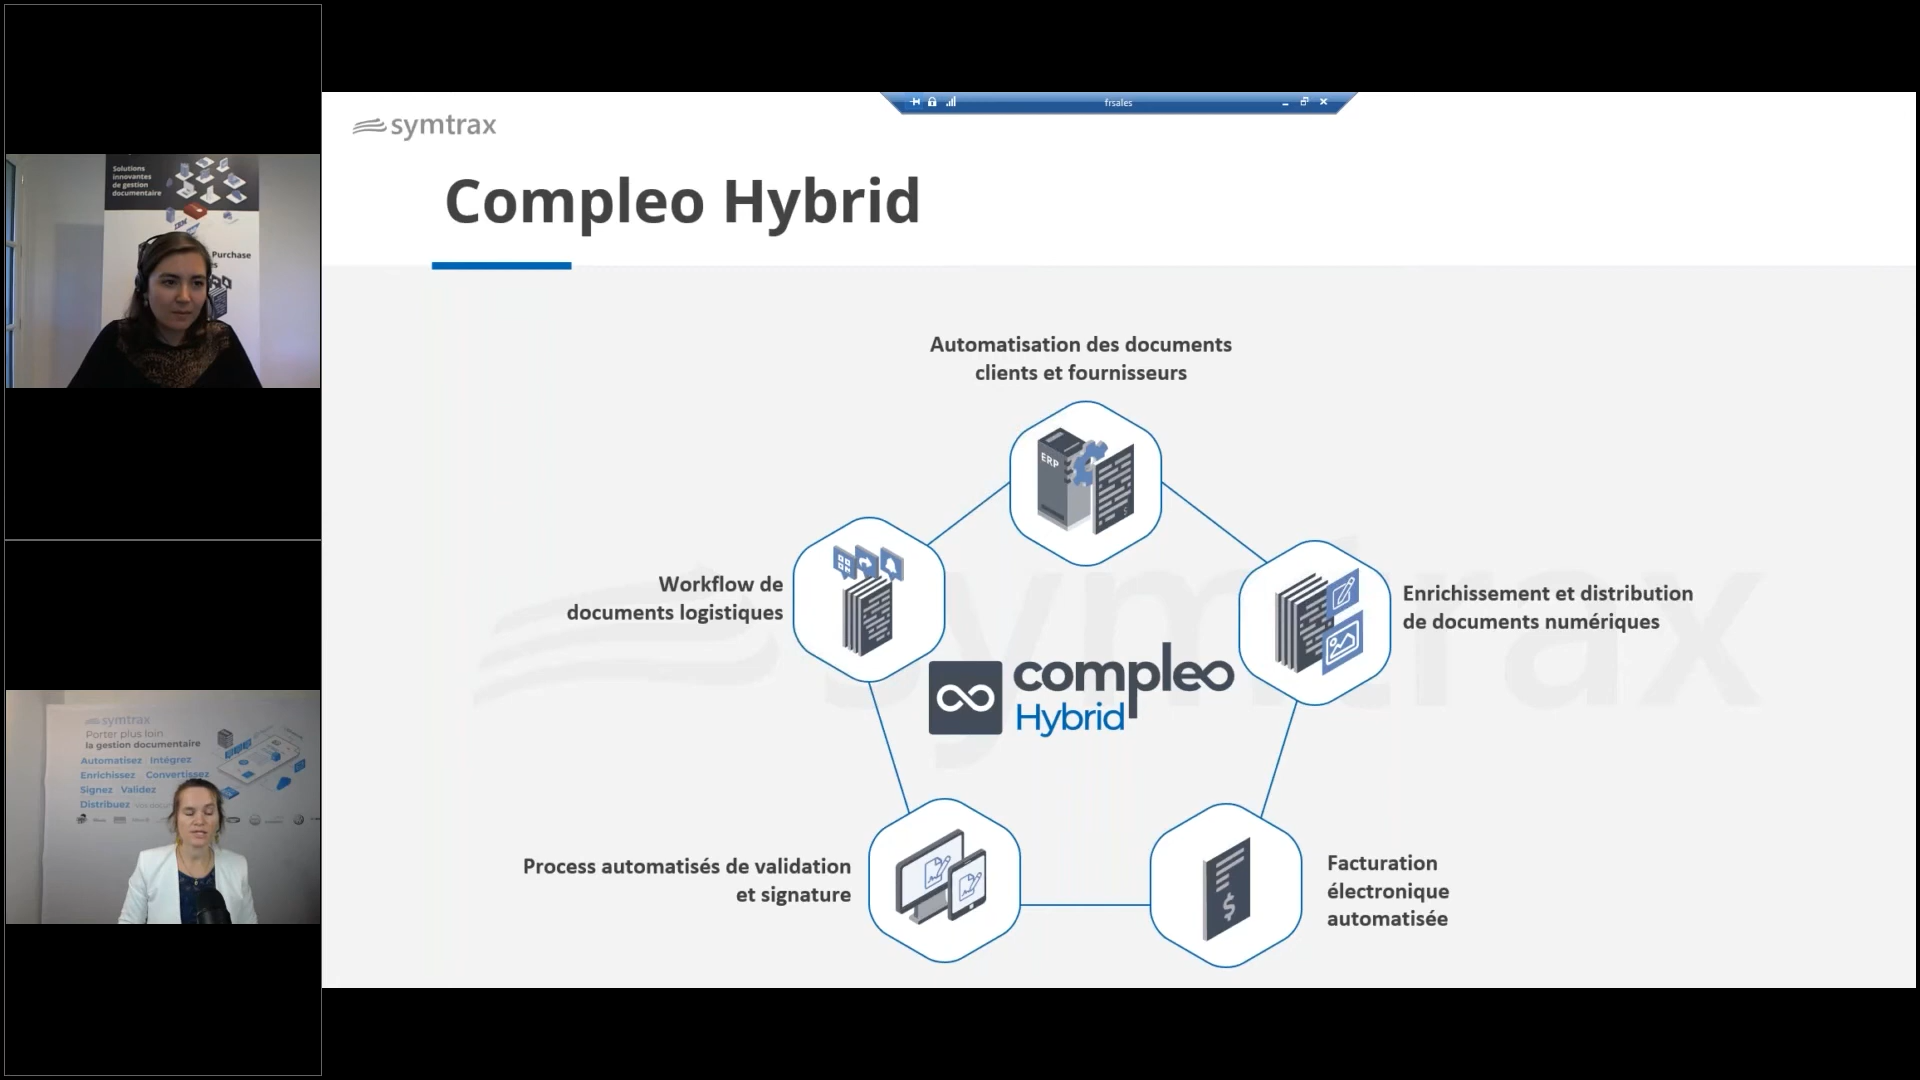 Solutions
innovantes
de gestion
documentaire
Purchase
symtrax
Porter plus loin
la gestion documentaire
Automatisez Intégrez
Enrichissez Convertissez
Signez Validez
Distribuez
frsales
symtrax
Compleo Hybrid
Automatisation des documents
clients et fournisseurs
ERP
Workflow de
documents logistiques
Enrichissement et distribution
de documents numériques
compleo
Hybrid
Process automatisés de validation
et signature
Facturation
électronique
automatisée
$
symtrax